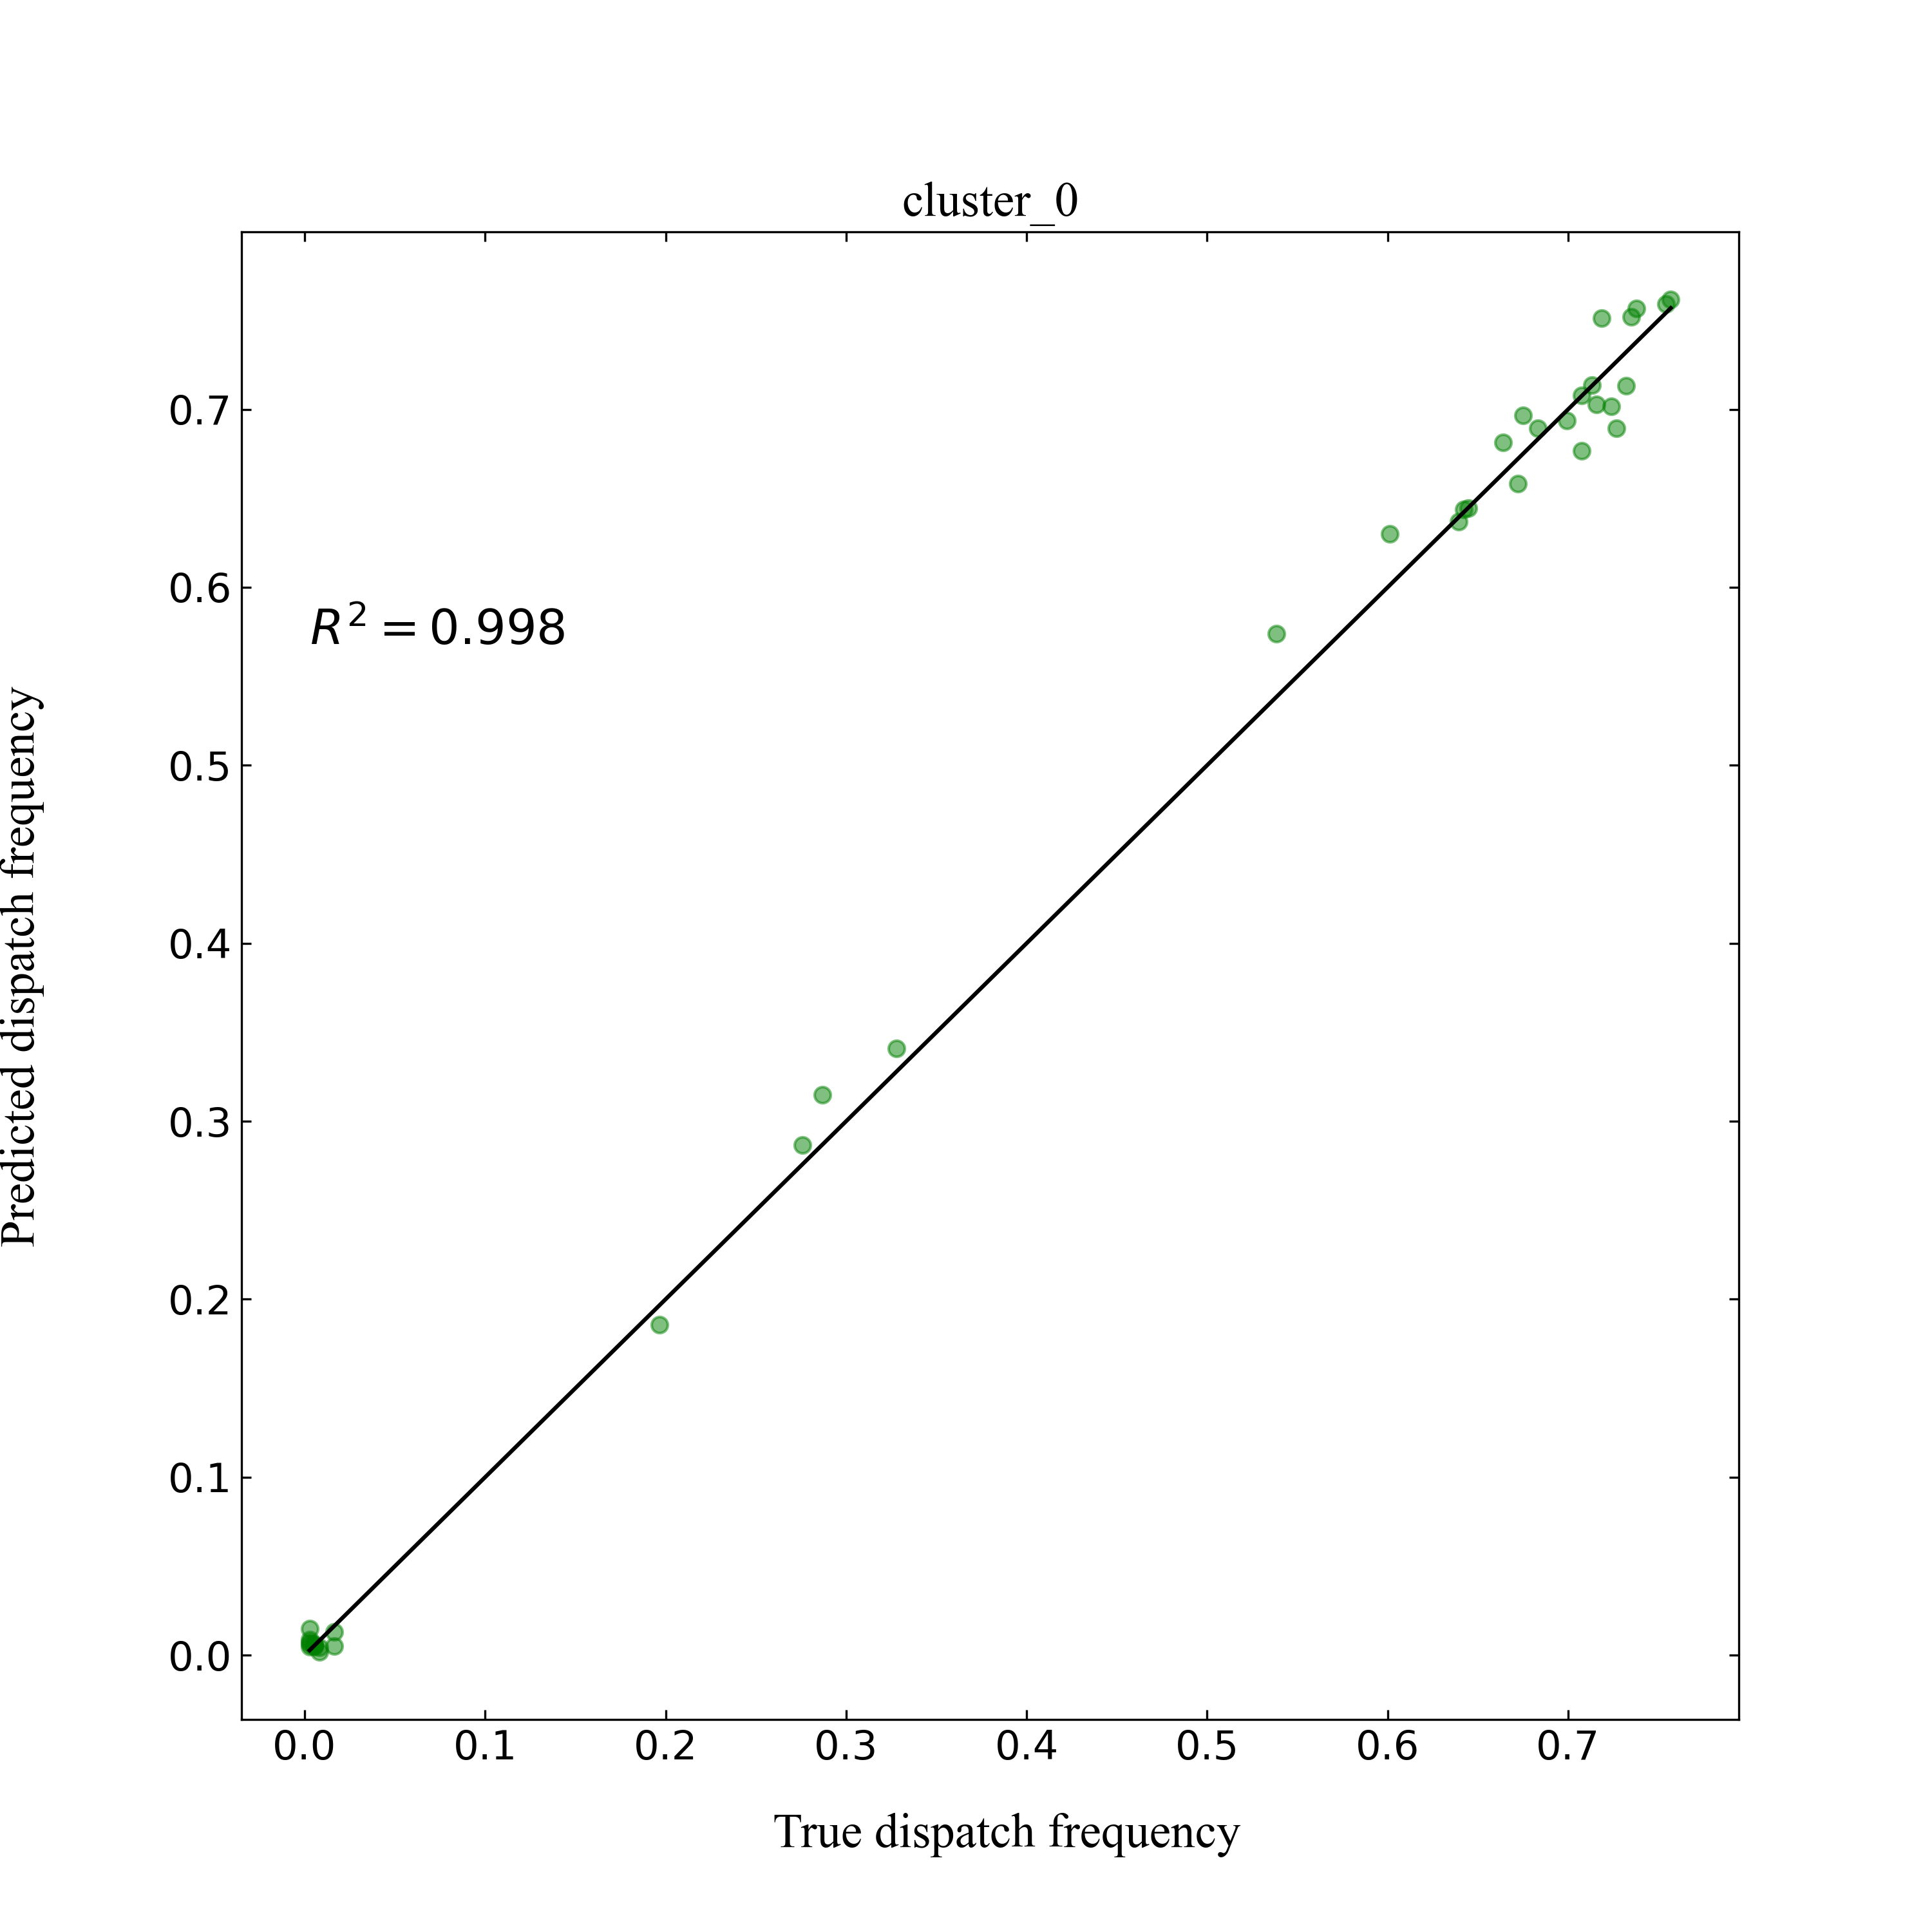 cluster_0
R² = 0.998
Predicted dispatch frequency
0.7
0.6
0.5
0.4
0.3
0.2
0.1
0.0
0.0 0.1 0.2 0.3 0.4 0.5 0.6 0.7
True dispatch frequency